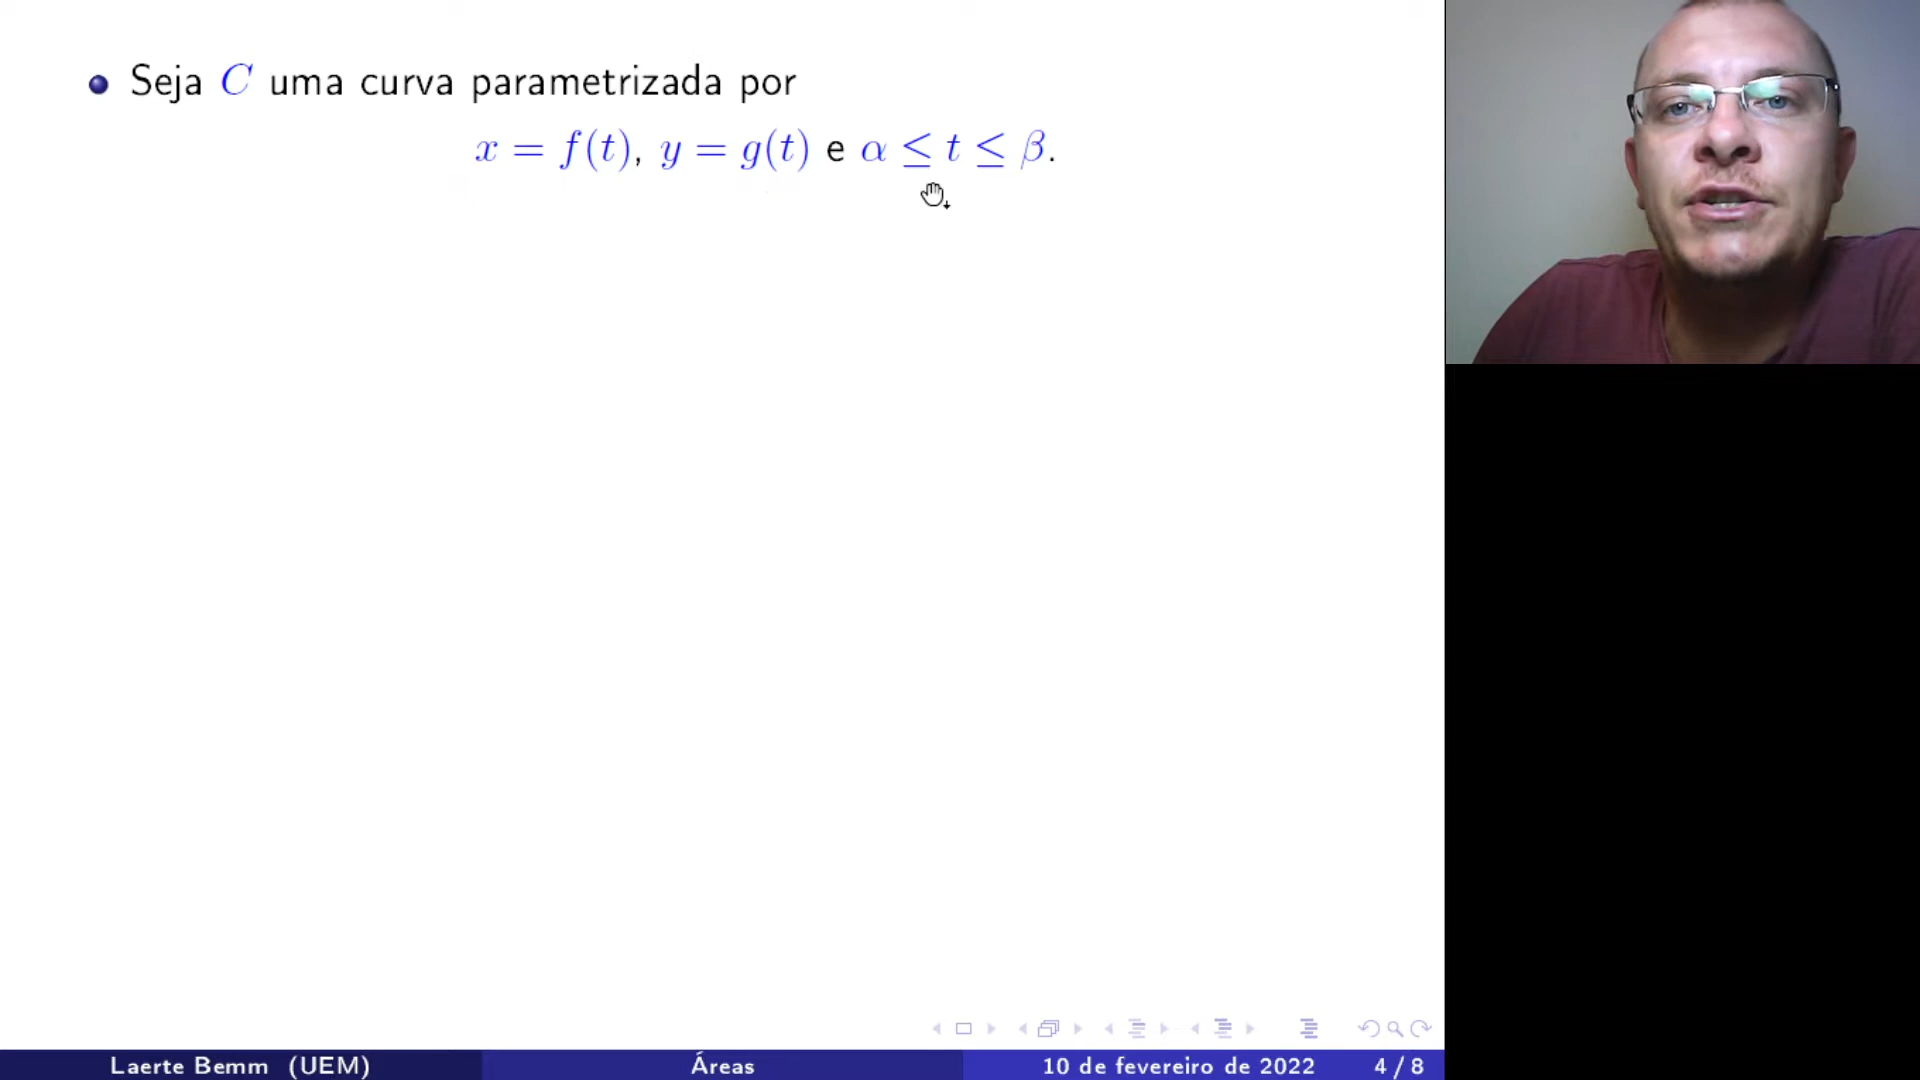 Seja C uma curva parametrizada por
x = f(t), y = g(t) e α ≤ t ≤ β.
Laerte Bemm (UEM) Áreas 10 de fevereiro de 2022 4 / 8